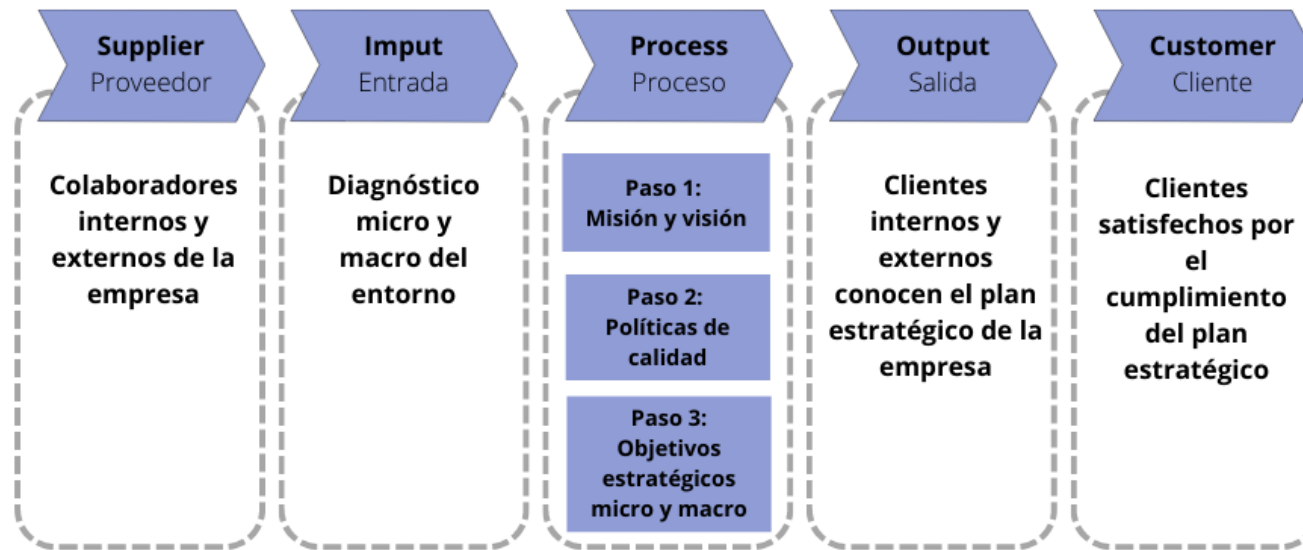 Supplier
Proveedor
Colaboradores
internos y
externos de la
empresa
Imput
Entrada
Diagnóstico
micro y
macro del
entorno
Process
Proceso
Paso 1:
Misión y visión
Paso 2:
Políticas de
calidad
Paso 3:
Objetivos
estratégicos
micro y macro
Output
Salida
Clientes
internos y
externos
conocen el plan
estratégico de la
empresa
Customer
Cliente
Clientes
satisfechos por
el
cumplimiento
del plan
estratégico